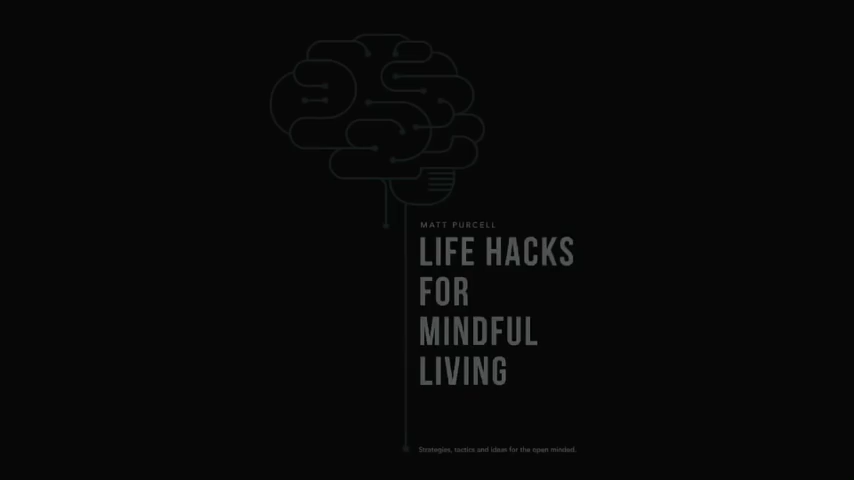 MATT PURCELL
LIFE HACKS
FOR
MINDFUL
LIVING
Strategies, tactics and ideas for the open minded.